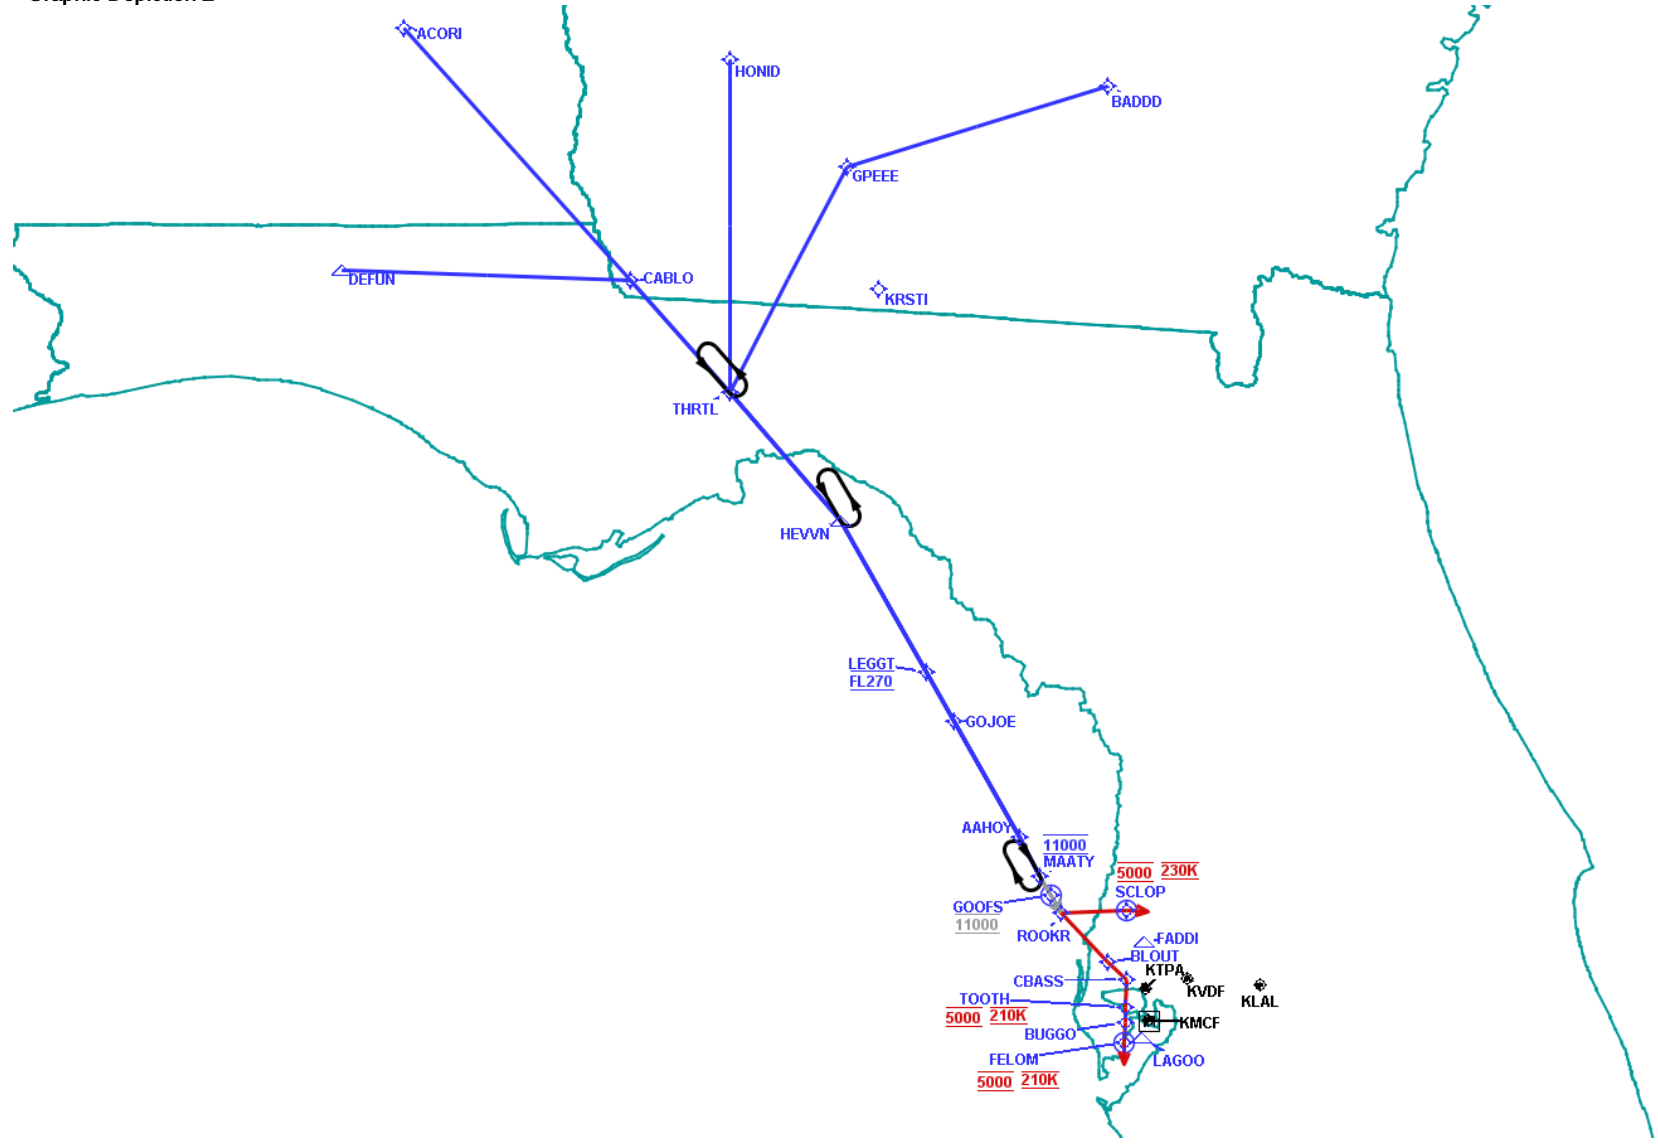 ACORI
HONID
BADDD
GPEEE
DEFUN
CABLO
KRSTI
THRTL
HEVVN
LEGGT
FL270
GOJOE
AAHOY
11000
MAATY
5000 230K
SCLOP
GOOFS
11000
ROOKR
FADDI
BLOUT
KTPA
CBASS
KVDF
KLAL
TOOTH
5000 210K
KMCF
BUGGO
FELOM
LAGOO
5000 210K